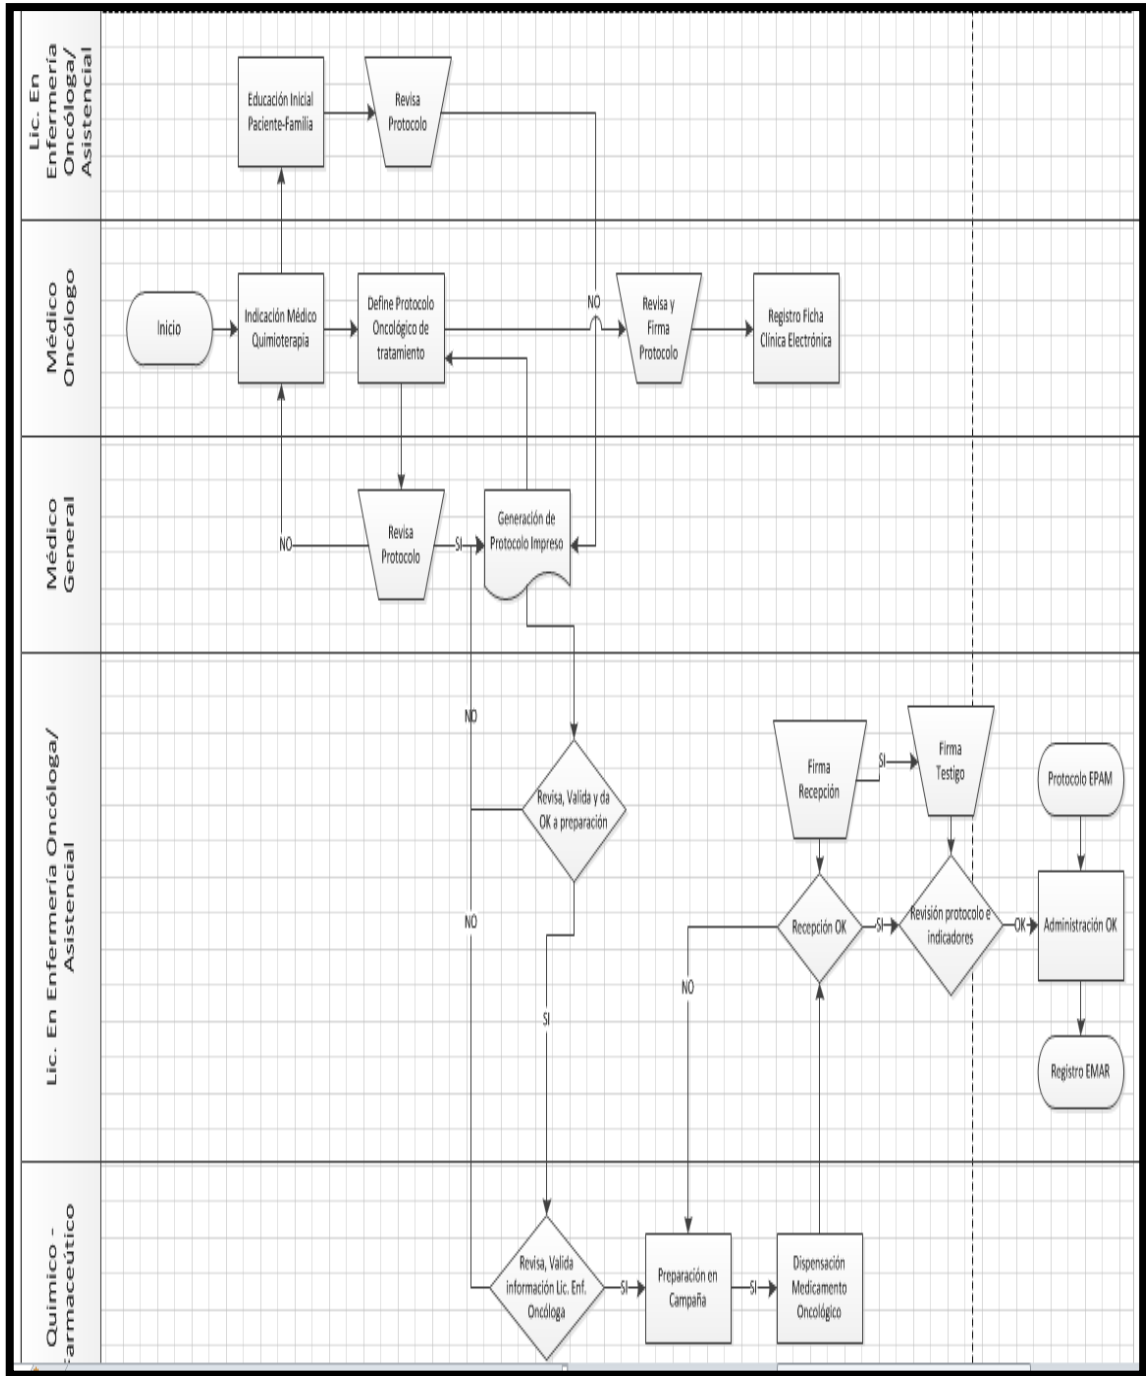 Lic. En
Enfermería
Oncóloga/
Asistencial
Educación Inicial
Paciente-Familia
Revisa
Protocolo
Médico
Oncólogo
Inicio
Indicación Médico
Quimioterapia
Define Protocolo
Oncológico de
tratamiento
NO
Revisa y
Firma
Protocolo
Registro Ficha
Clínica Electrónica
Médico
General
NO
Revisa
Protocolo
SI
Generación de
Protocolo Impreso
Lic. En Enfermería Oncóloga/
Asistencial
NO
Revisa, Valida y da
OK a preparación
NO
SI
Firma
Recepción
SI
Firma
Testigo
Protocolo EPAM
NO
Recepción OK
SI
Revisión protocolo e
indicadores
OK
Administración OK
Registro EMAR
Quimico -
Farmaceútico
Revisa, Valida
información Lic. Enf.
Oncóloga
SI
Preparación en
Campaña
SI
Dispensación
Medicamento
Oncológico